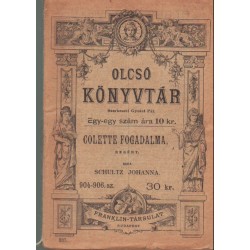 OLCSÓ
KÖNYVTÁR
Szerkeszti Gyulai Pál
Egy-egy szám ára 10 kr.
COLETTE FOGADALMA.
REGÉNY.
IRTA
SCHULTZ JOHANNA.
904-906. sz. 30 kr.
FRANKLIN-TÁRSULAT
BUDAPEST